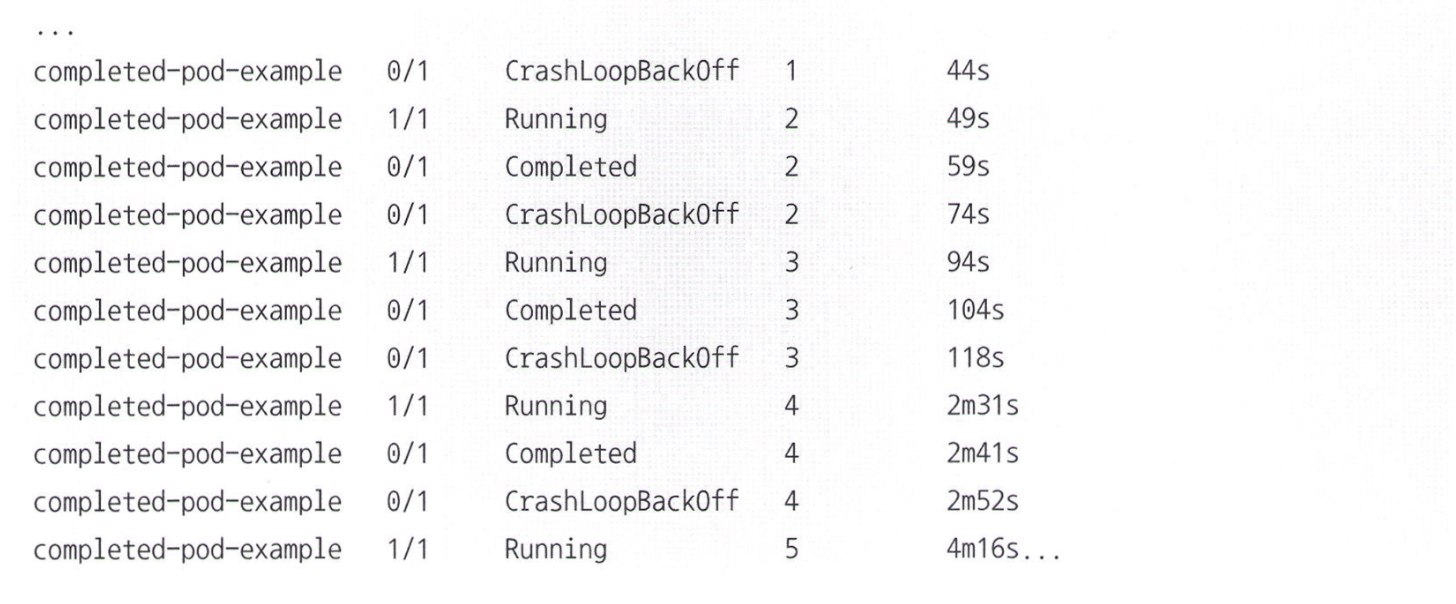 ...
completed-pod-example 0/1 CrashLoopBackOff 1 44s
completed-pod-example 1/1 Running 2 49s
completed-pod-example 0/1 Completed 2 59s
completed-pod-example 0/1 CrashLoopBackOff 2 74s
completed-pod-example 1/1 Running 3 94s
completed-pod-example 0/1 Completed 3 104s
completed-pod-example 0/1 CrashLoopBackOff 3 118s
completed-pod-example 1/1 Running 4 2m31s
completed-pod-example 0/1 Completed 4 2m41s
completed-pod-example 0/1 CrashLoopBackOff 4 2m52s
completed-pod-example 1/1 Running 5 4m16s...